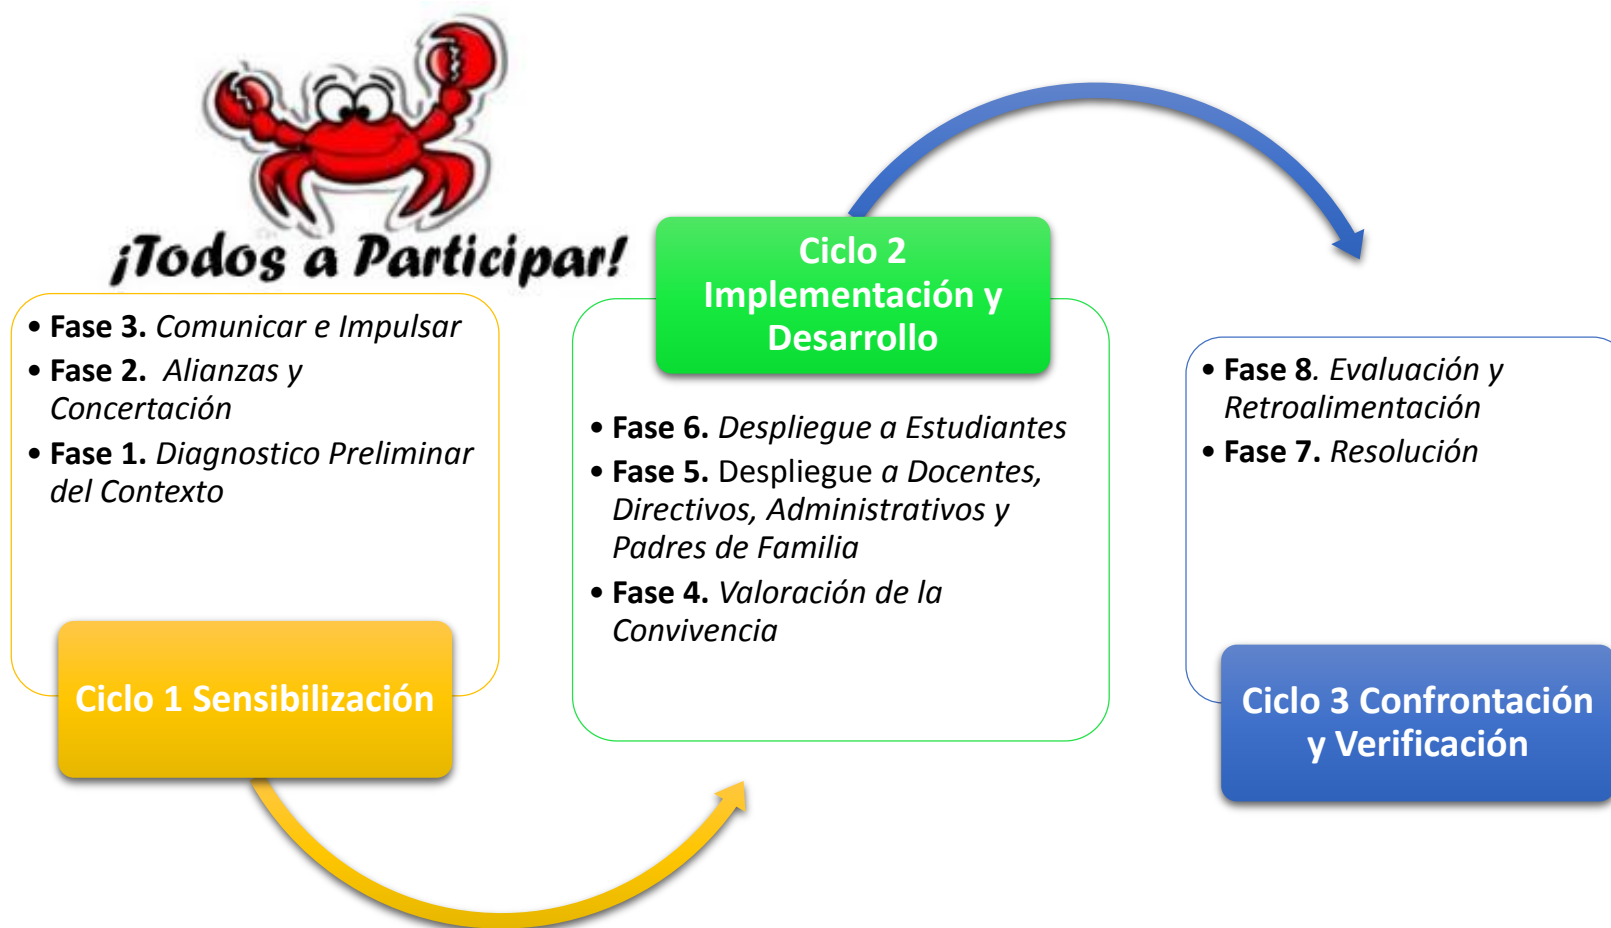 ¡Todos a Participar!
• Fase 3. Comunicar e Impulsar
• Fase 2. Alianzas y
Concertación
• Fase 1. Diagnostico Preliminar
del Contexto
Ciclo 1 Sensibilización
Ciclo 2
Implementación y
Desarrollo
• Fase 6. Despliegue a Estudiantes
• Fase 5. Despliegue a Docentes,
Directivos, Administrativos y
Padres de Familia
• Fase 4. Valoración de la
Convivencia
• Fase 8. Evaluación y
Retroalimentación
• Fase 7. Resolución
Ciclo 3 Confrontación
y Verificación